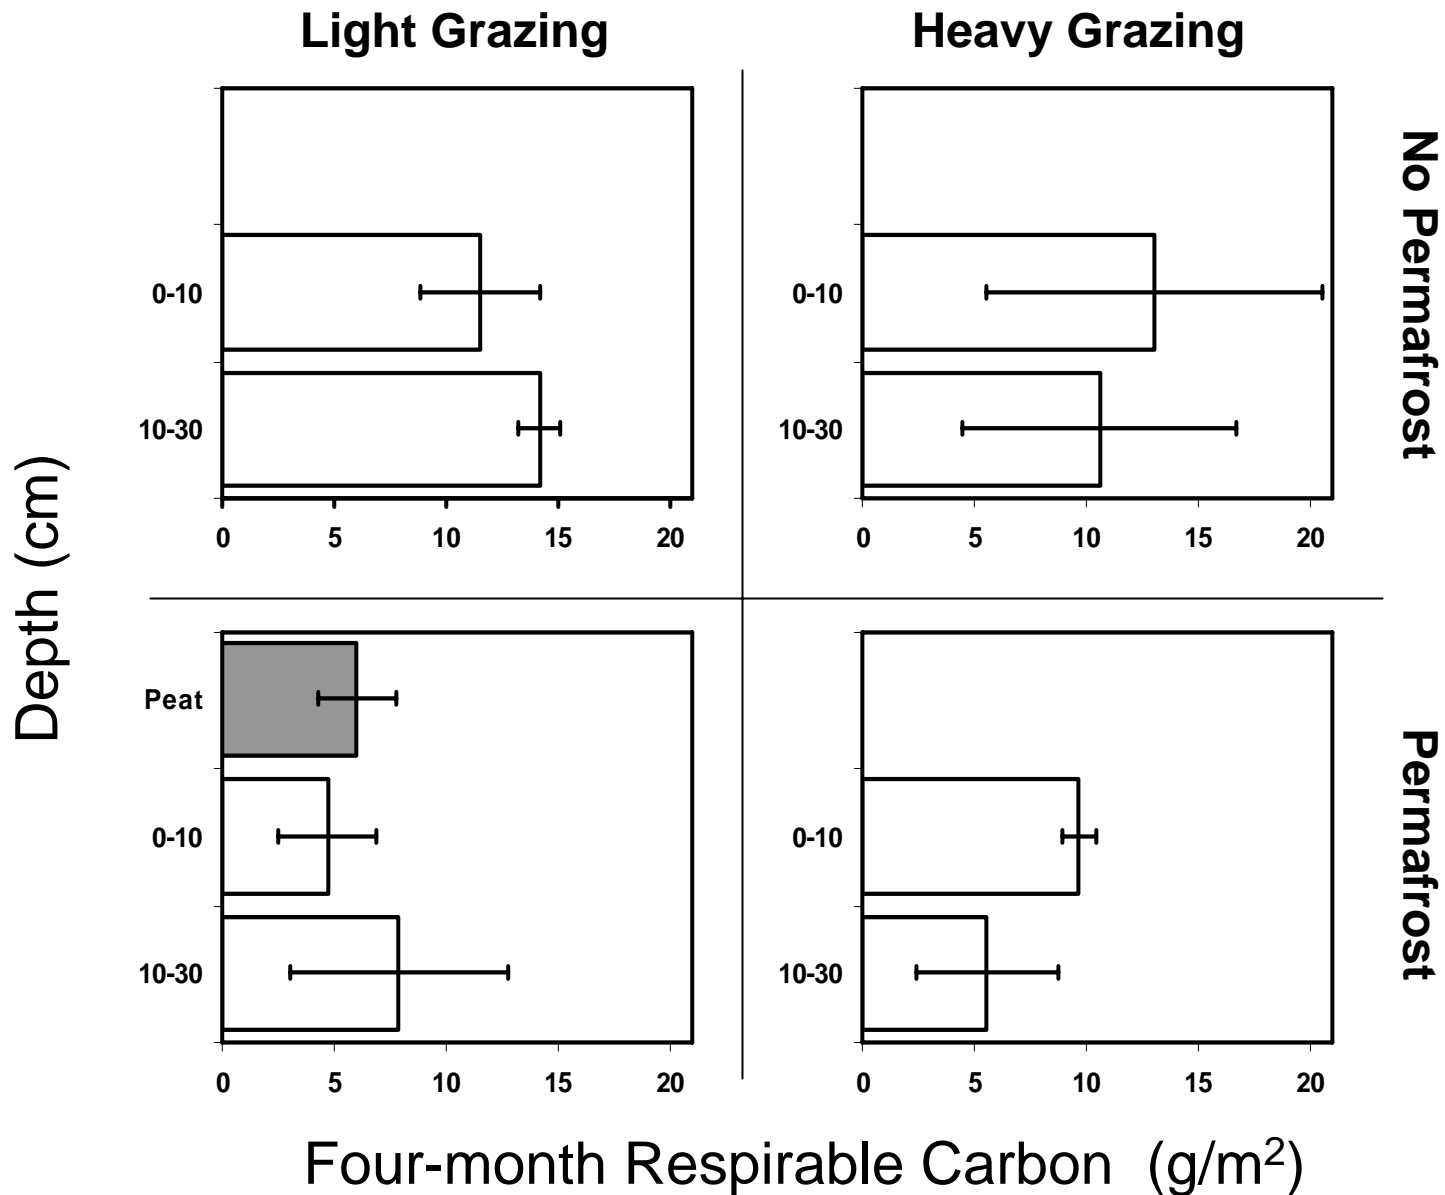 Light Grazing
Heavy Grazing
No Permafrost
0-10
10-30
0 5 10 15 20
0-10
10-30
0 5 10 15 20
Depth (cm)
Permafrost
Peat
0-10
10-30
0 5 10 15 20
0-10
10-30
0 5 10 15 20
Four-month Respirable Carbon (g/m²)